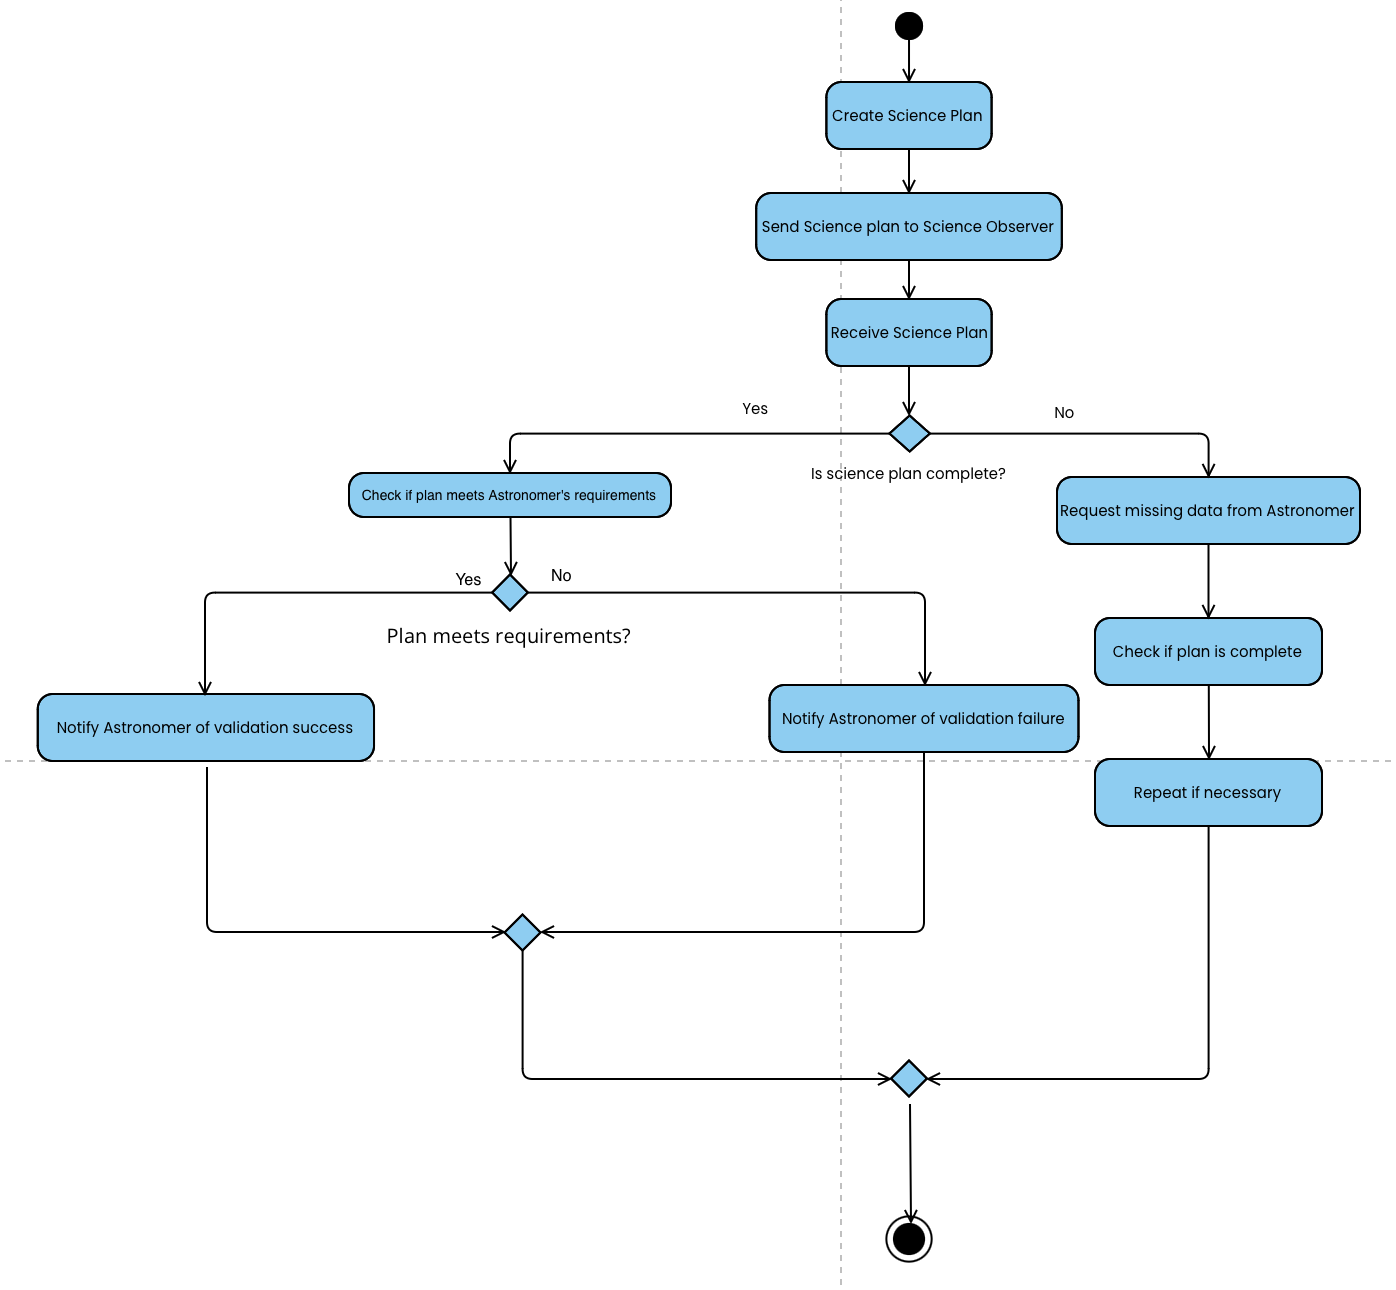 Create Science Plan
Send Science plan to Science Observer
Receive Science Plan
Yes
No
Is science plan complete?
Check if plan meets Astronomer's requirements
Request missing data from Astronomer
Yes
No
Plan meets requirements?
Check if plan is complete
Notify Astronomer of validation success
Notify Astronomer of validation failure
Repeat if necessary